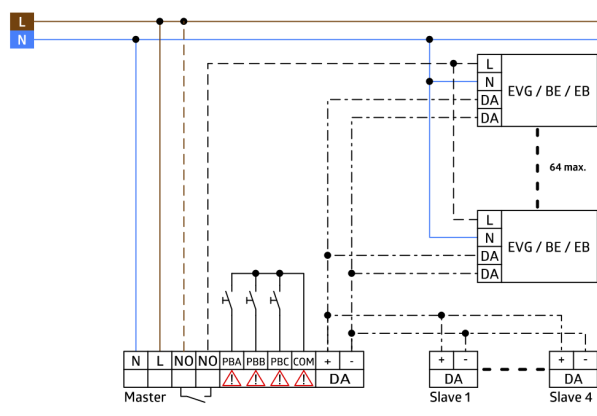 L
N
L
N
DA
DA
EVG / BE / EB
64 max.
L
N
DA
DA
EVG / BE / EB
N L NO NO PBA PBB PBC COM + -
DA
Master
+ -
DA
Slave 1
+ -
DA
Slave 4